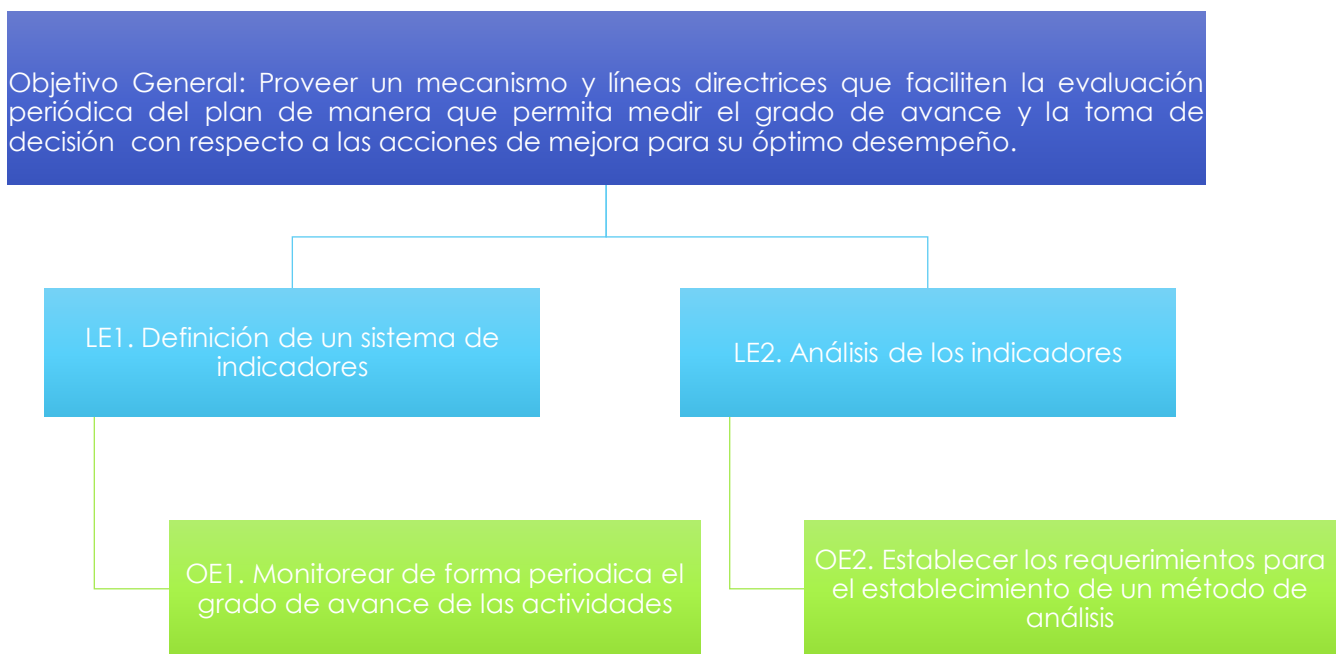 Objetivo General: Proveer un mecanismo y líneas directrices que faciliten la evaluación
periódica del plan de manera que permita medir el grado de avance y la toma de
decisión con respecto a las acciones de mejora para su óptimo desempeño.
LE1. Definición de un sistema de
indicadores
LE2. Análisis de los indicadores
OE1. Monitorear de forma periodica el
grado de avance de las actividades
OE2. Establecer los requerimientos para
el establecimiento de un método de
análisis